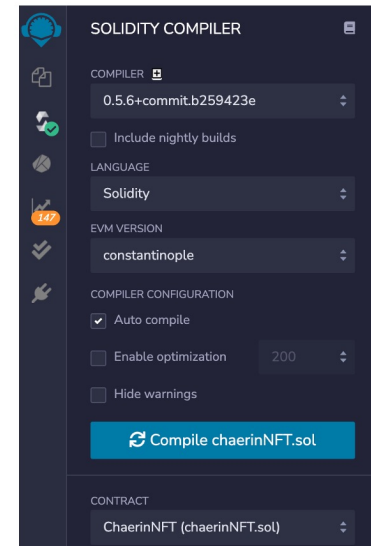 SOLIDITY COMPILER
COMPILER
0.5.6+commit.b259423e
Include nightly builds
LANGUAGE
Solidity
147
EVM VERSION
constantinople
COMPILER CONFIGURATION
Auto compile
Enable optimization 200
Hide warnings
Compile chaerinNFT.sol
CONTRACT
ChaerinNFT (chaerinNFT.sol)